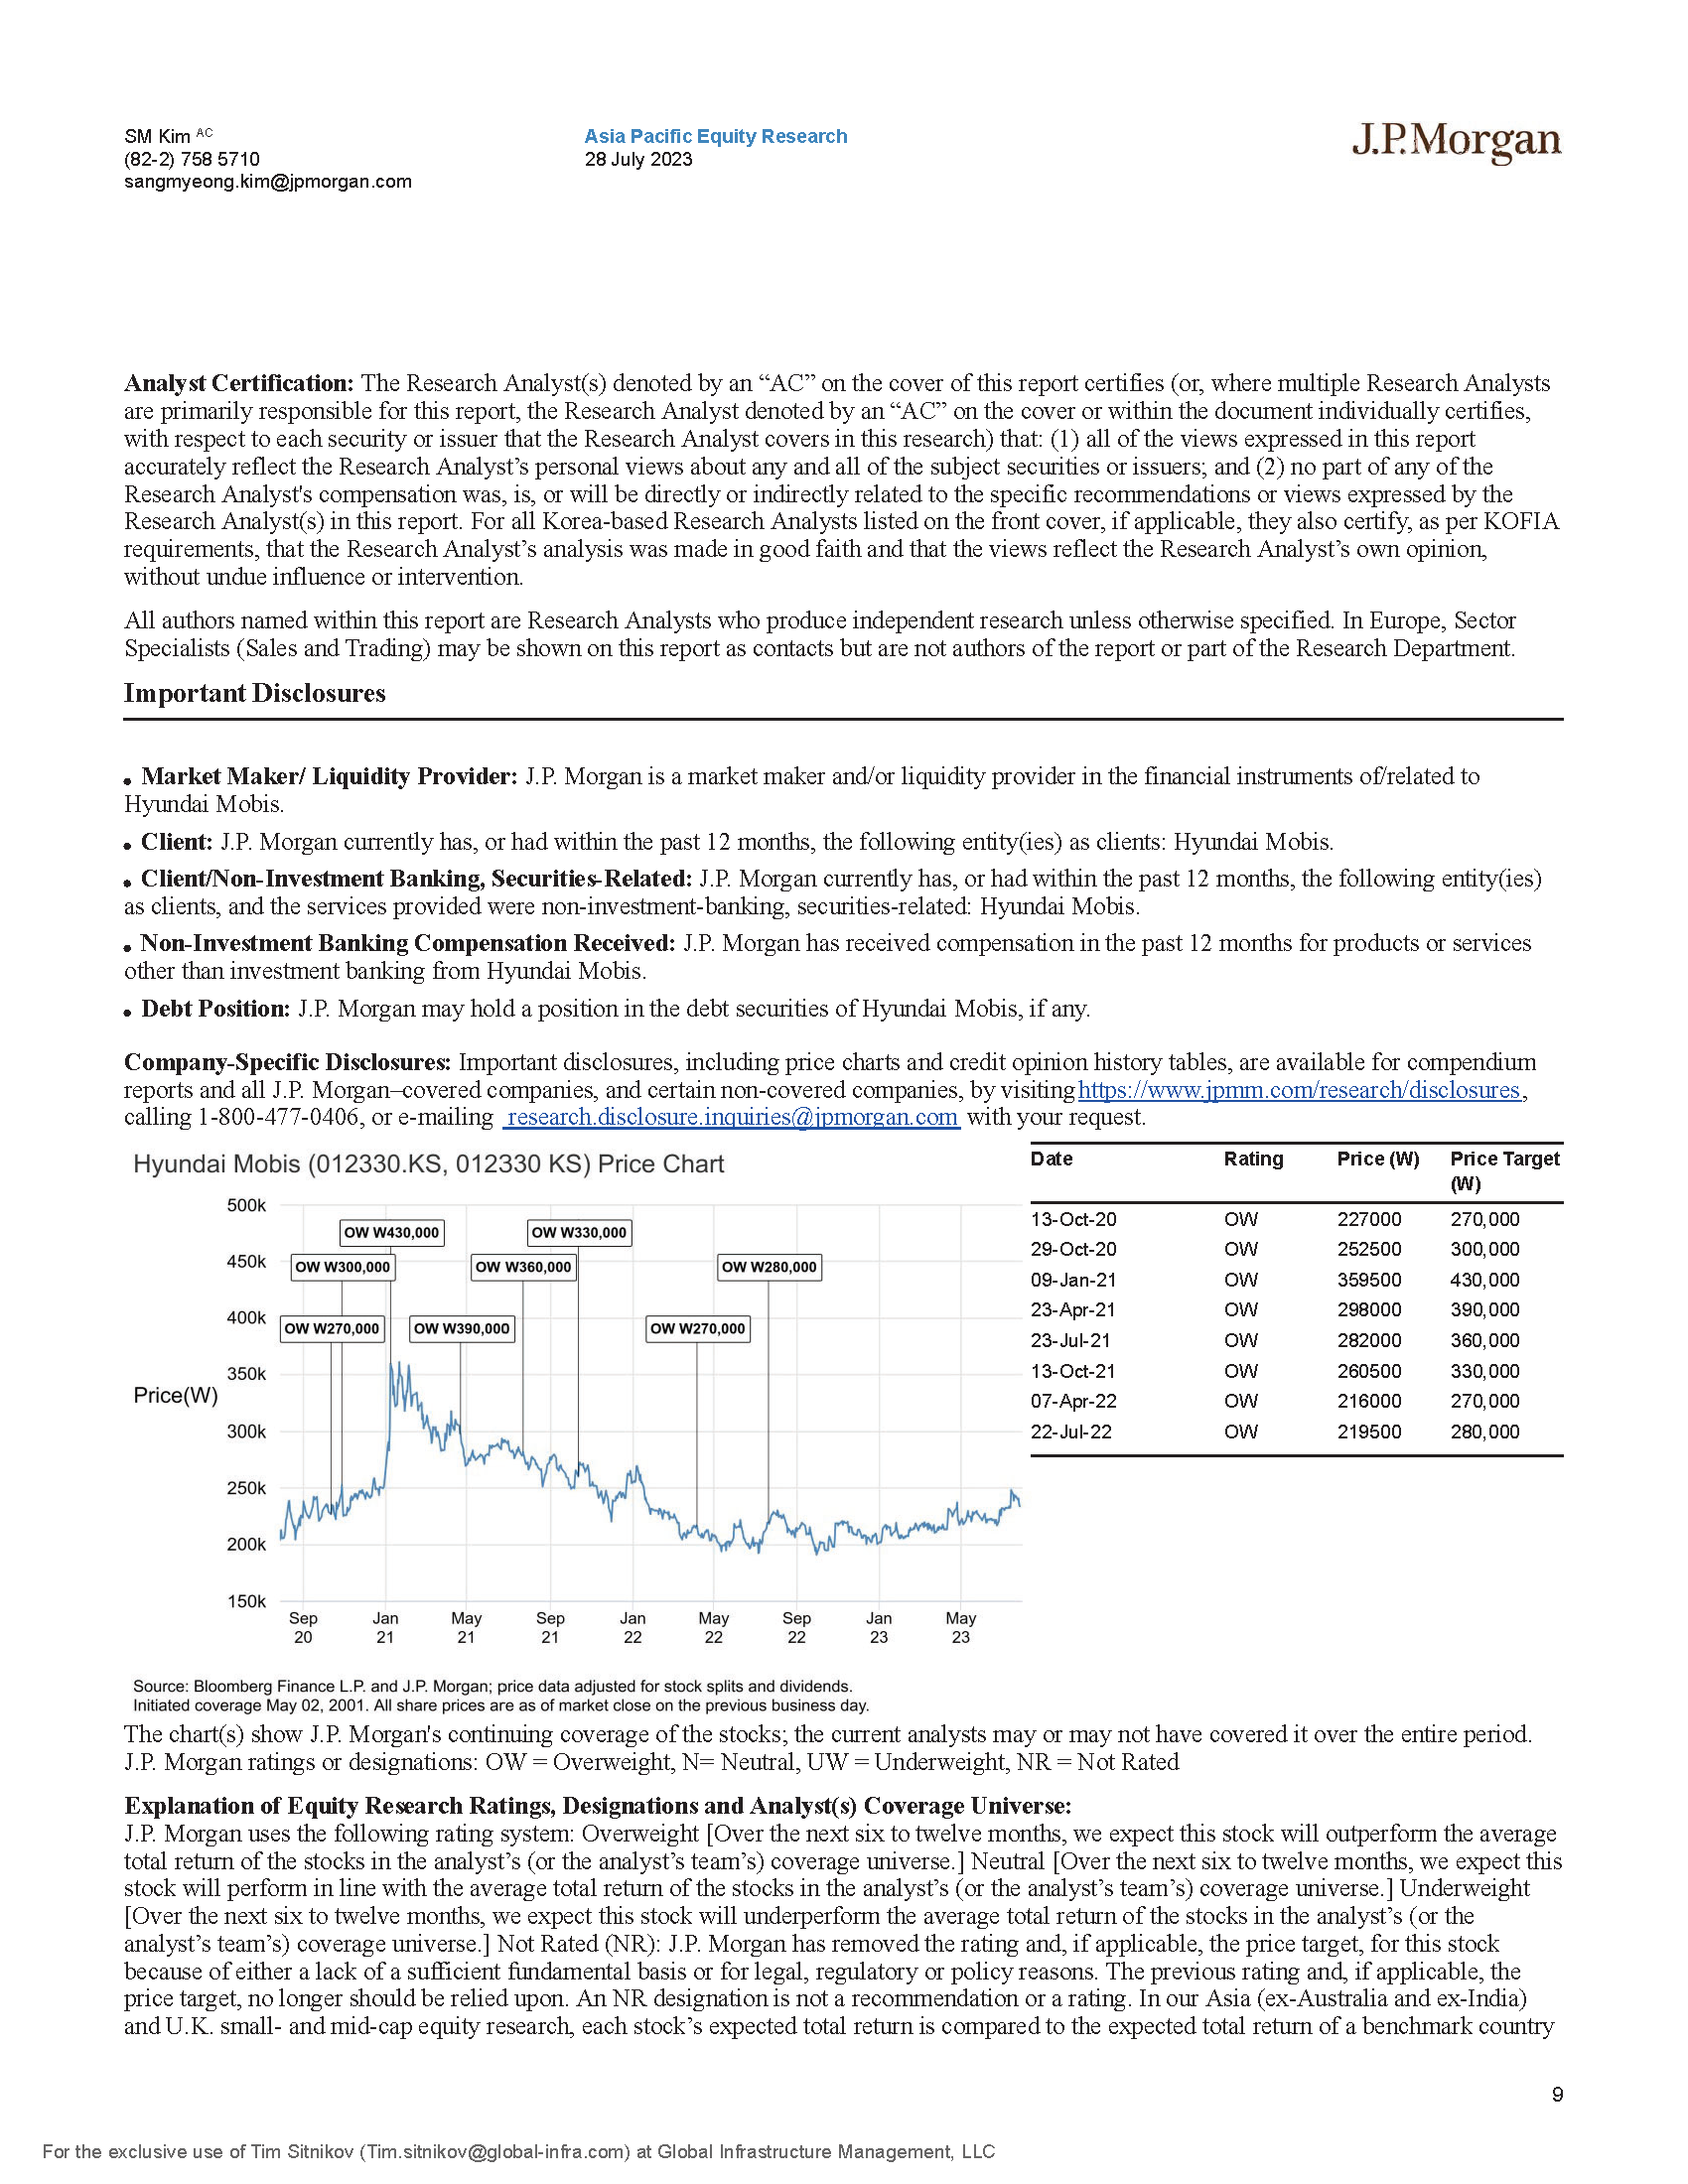 SM Kim AC
(82-2) 758 5710
sangmyeong.kim@jpmorgan.com
Asia Pacific Equity Research
28 July 2023
J.P.Morgan
Analyst Certification: The Research Analyst(s) denoted by an “AC” on the cover of this report certifies (or, where multiple Research Analysts
are primarily responsible for this report, the Research Analyst denoted by an “AC” on the cover or within the document individually certifies,
with respect to each security or issuer that the Research Analyst covers in this research) that: (1) all of the views expressed in this report
accurately reflect the Research Analyst’s personal views about any and all of the subject securities or issuers; and (2) no part of any of the
Research Analyst's compensation was, is, or will be directly or indirectly related to the specific recommendations or views expressed by the
Research Analyst(s) in this report. For all Korea-based Research Analysts listed on the front cover, if applicable, they also certify, as per KOFIA
requirements, that the Research Analyst’s analysis was made in good faith and that the views reflect the Research Analyst’s own opinion,
without undue influence or intervention.
All authors named within this report are Research Analysts who produce independent research unless otherwise specified. In Europe, Sector
Specialists (Sales and Trading) may be shown on this report as contacts but are not authors of the report or part of the Research Department.
Important Disclosures
• Market Maker/ Liquidity Provider: J.P. Morgan is a market maker and/or liquidity provider in the financial instruments of/related to
Hyundai Mobis.
• Client: J.P. Morgan currently has, or had within the past 12 months, the following entity(ies) as clients: Hyundai Mobis.
• Client/Non-Investment Banking, Securities-Related: J.P. Morgan currently has, or had within the past 12 months, the following entity(ies)
as clients, and the services provided were non-investment-banking, securities-related: Hyundai Mobis.
• Non-Investment Banking Compensation Received: J.P. Morgan has received compensation in the past 12 months for products or services
other than investment banking from Hyundai Mobis.
• Debt Position: J.P. Morgan may hold a position in the debt securities of Hyundai Mobis, if any.
Company-Specific Disclosures: Important disclosures, including price charts and credit opinion history tables, are available for compendium
reports and all J.P. Morgan–covered companies, and certain non-covered companies, by visiting https://www.jpmm.com/research/disclosures,
calling 1-800-477-0406, or e-mailing research.disclosure.inquiries@jpmorgan.com with your request.
Hyundai Mobis (012330.KS, 012330 KS) Price Chart
500k
OW W430,000 OW W330,000
450k
OW W300,000 OW W360,000 OW W280,000
400k
OW W270,000 OW W390,000 OW W270,000
350k
Price(W)
300k
250k
200k
150k
Sep Jan May Sep Jan May Sep Jan May
20 21 21 21 22 22 22 23 23
Date Rating Price (W) Price Target
(W)
13-Oct-20 OW 227000 270,000
29-Oct-20 OW 252500 300,000
09-Jan-21 OW 359500 430,000
23-Apr-21 OW 298000 390,000
23-Jul-21 OW 282000 360,000
13-Oct-21 OW 260500 330,000
07-Apr-22 OW 216000 270,000
22-Jul-22 OW 219500 280,000
Source: Bloomberg Finance L.P. and J.P. Morgan; price data adjusted for stock splits and dividends.
Initiated coverage May 02, 2001. All share prices are as of market close on the previous business day.
The chart(s) show J.P. Morgan's continuing coverage of the stocks; the current analysts may or may not have covered it over the entire period.
J.P. Morgan ratings or designations: OW = Overweight, N= Neutral, UW = Underweight, NR = Not Rated
Explanation of Equity Research Ratings, Designations and Analyst(s) Coverage Universe:
J.P. Morgan uses the following rating system: Overweight [Over the next six to twelve months, we expect this stock will outperform the average
total return of the stocks in the analyst’s (or the analyst’s team’s) coverage universe.] Neutral [Over the next six to twelve months, we expect this
stock will perform in line with the average total return of the stocks in the analyst’s (or the analyst’s team’s) coverage universe.] Underweight
[Over the next six to twelve months, we expect this stock will underperform the average total return of the stocks in the analyst’s (or the
analyst’s team’s) coverage universe.] Not Rated (NR): J.P. Morgan has removed the rating and, if applicable, the price target, for this stock
because of either a lack of a sufficient fundamental basis or for legal, regulatory or policy reasons. The previous rating and, if applicable, the
price target, no longer should be relied upon. An NR designation is not a recommendation or a rating. In our Asia (ex-Australia and ex-India)
and U.K. small- and mid-cap equity research, each stock’s expected total return is compared to the expected total return of a benchmark country
9
For the exclusive use of Tim Sitnikov (Tim.sitnikov@global-infra.com) at Global Infrastructure Management, LLC